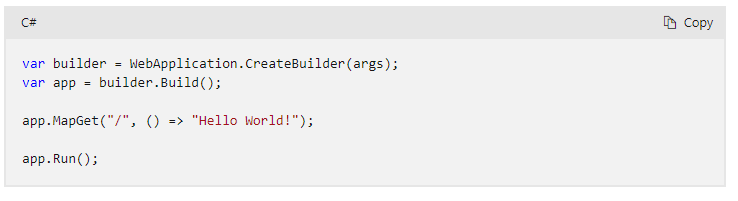 C#
Copy
var builder = WebApplication.CreateBuilder(args);
var app = builder.Build();
app.MapGet("/", () => "Hello World!");
app.Run();